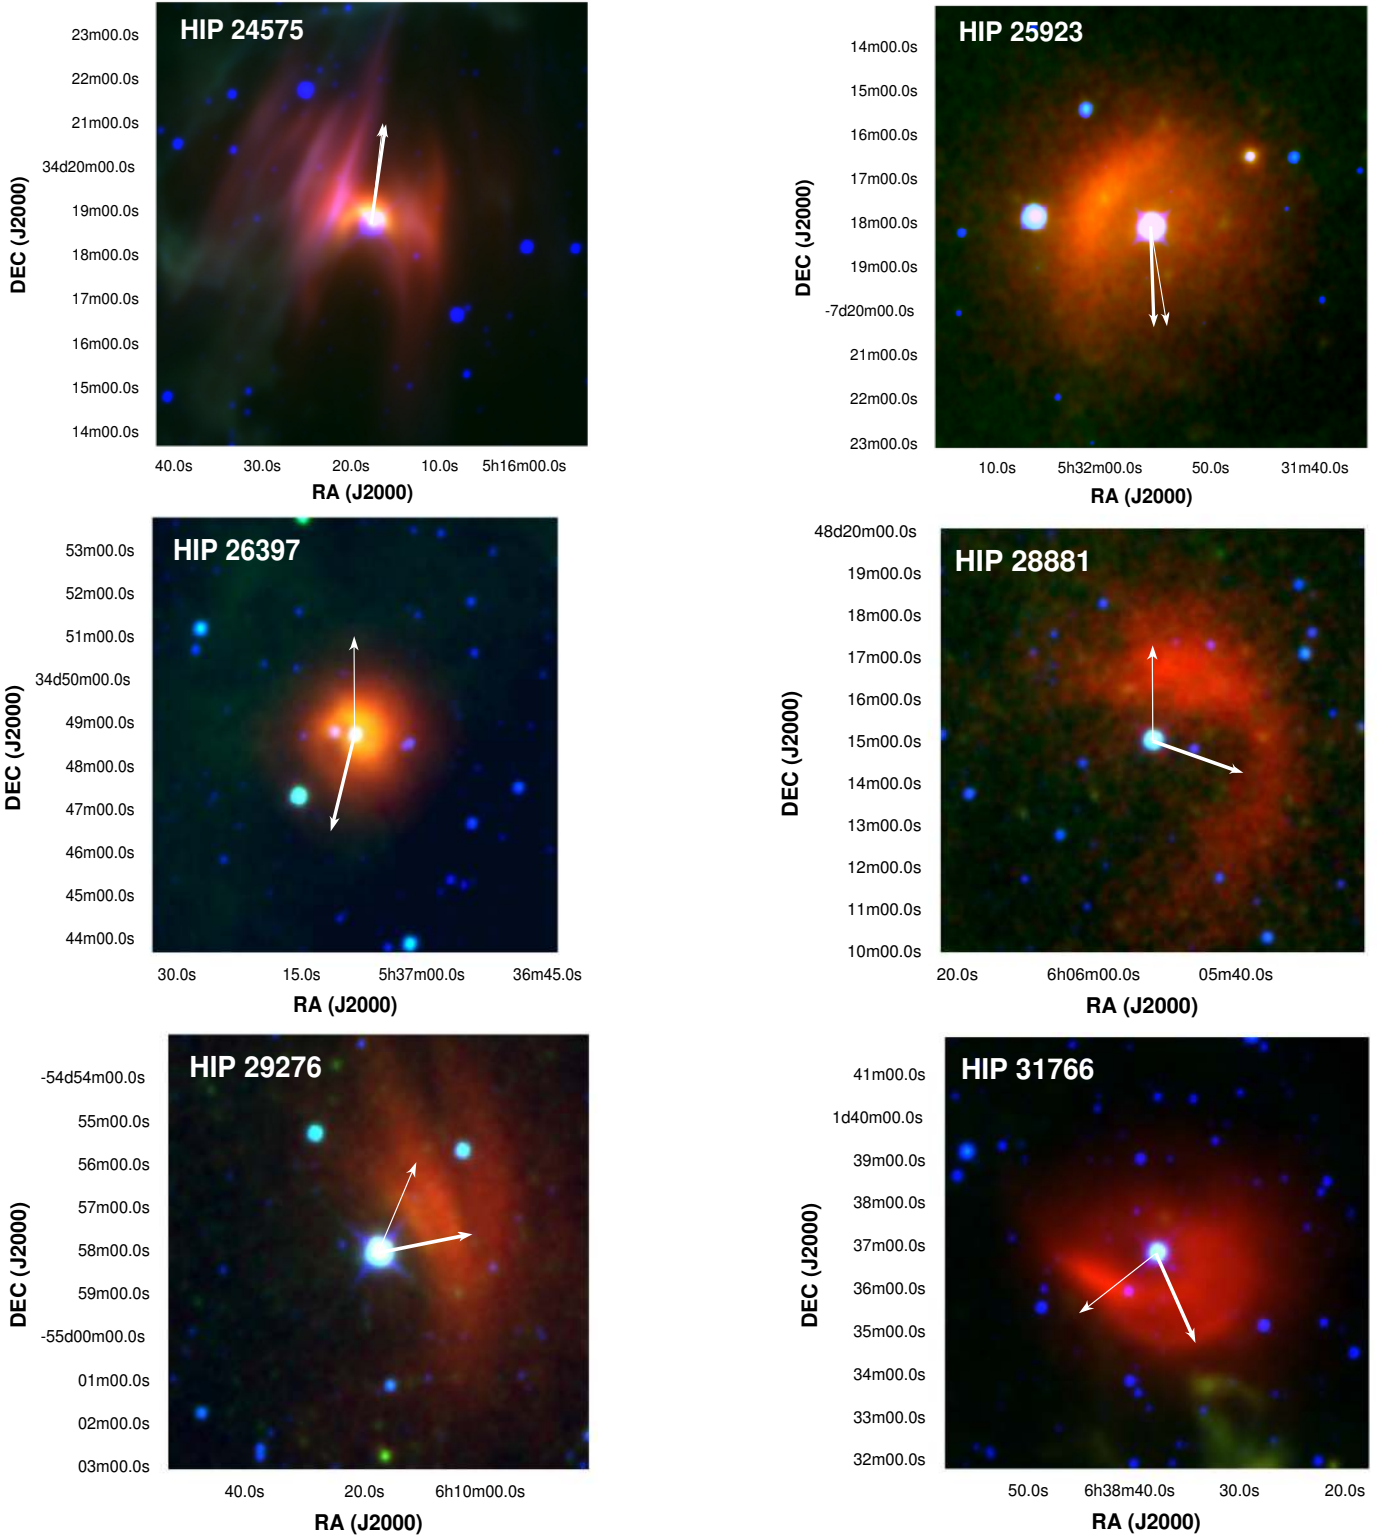 HIP 24575
23m00.0s
22m00.0s
21m00.0s
34d20m00.0s
19m00.0s
18m00.0s
17m00.0s
16m00.0s
15m00.0s
14m00.0s
DEC (J2000)
40.0s 30.0s 20.0s 10.0s 5h16m00.0s
RA (J2000)
HIP 25923
14m00.0s
15m00.0s
16m00.0s
17m00.0s
18m00.0s
19m00.0s
-7d20m00.0s
21m00.0s
22m00.0s
23m00.0s
DEC (J2000)
10.0s 5h32m00.0s 50.0s 31m40.0s
RA (J2000)
HIP 26397
53m00.0s
52m00.0s
51m00.0s
34d50m00.0s
49m00.0s
48m00.0s
47m00.0s
46m00.0s
45m00.0s
44m00.0s
DEC (J2000)
30.0s 15.0s 5h37m00.0s 36m45.0s
RA (J2000)
HIP 28881
48d20m00.0s
19m00.0s
18m00.0s
17m00.0s
16m00.0s
15m00.0s
14m00.0s
13m00.0s
12m00.0s
11m00.0s
10m00.0s
DEC (J2000)
20.0s 6h06m00.0s 05m40.0s
RA (J2000)
HIP 29276
-54d54m00.0s
55m00.0s
56m00.0s
57m00.0s
58m00.0s
59m00.0s
-55d00m00.0s
01m00.0s
02m00.0s
03m00.0s
DEC (J2000)
40.0s 20.0s 6h10m00.0s
RA (J2000)
HIP 31766
41m00.0s
1d40m00.0s
39m00.0s
38m00.0s
37m00.0s
36m00.0s
35m00.0s
34m00.0s
33m00.0s
32m00.0s
DEC (J2000)
50.0s 6h38m40.0s 30.0s 20.0s
RA (J2000)